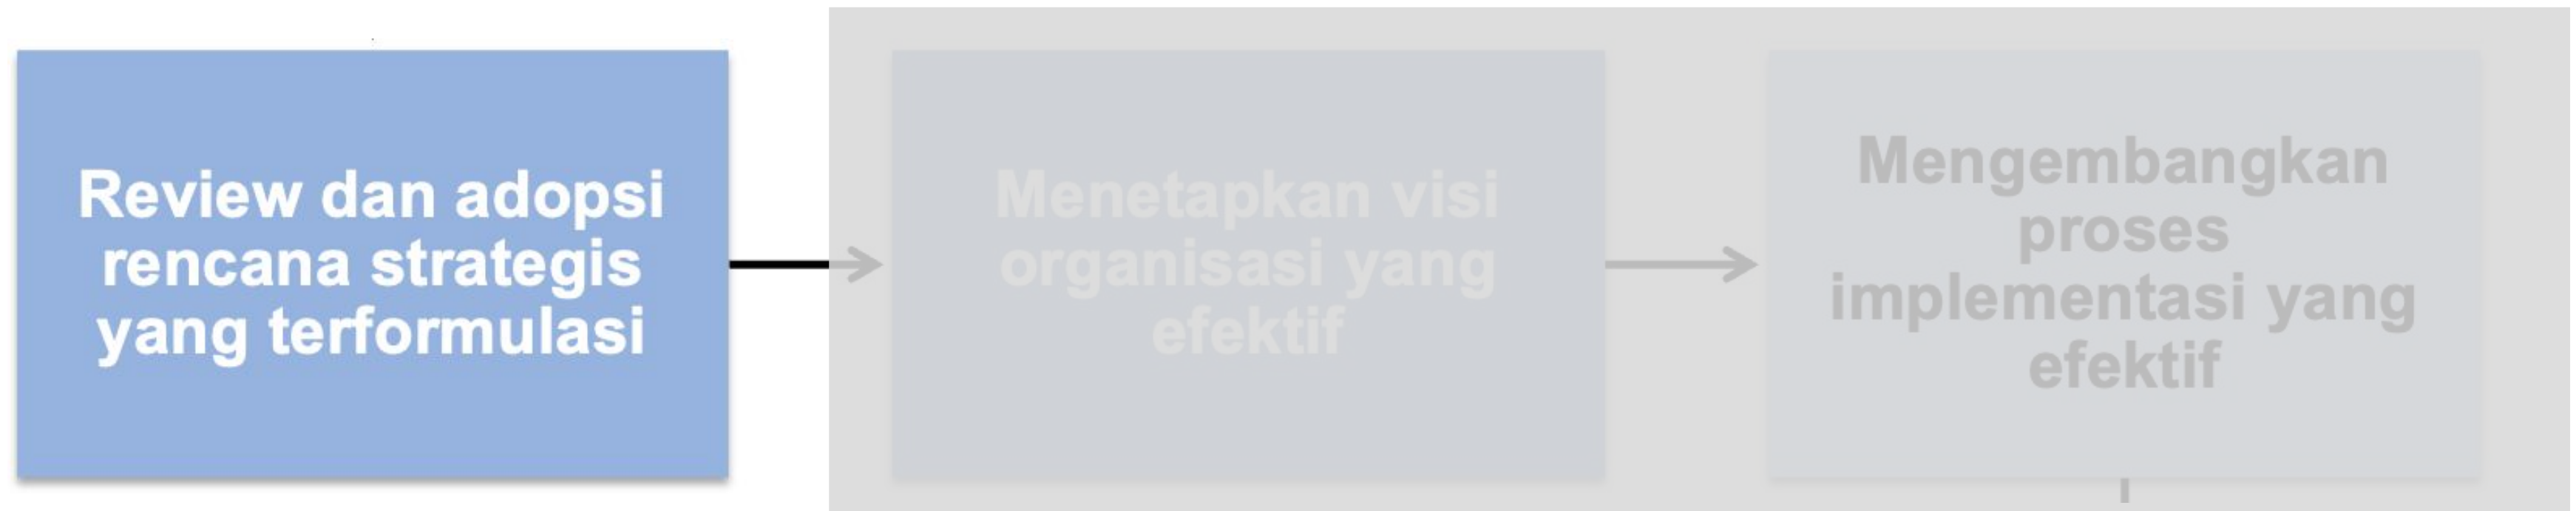 Review dan adopsi
rencana strategis
yang terformulasi
Menetapkan visi
organisasi yang
efektif
Mengembangkan
proses
implementasi yang
efektif